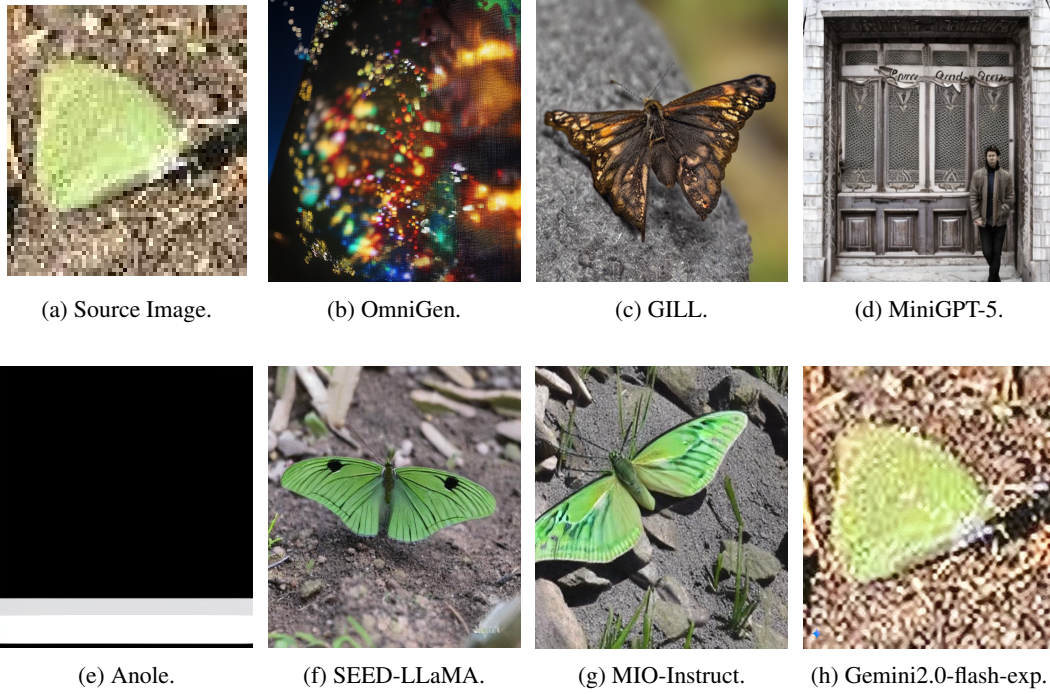 (a) Source Image.
(b) OmniGen.
(c) GILL.
(d) MiniGPT-5.
(e) Anole.
(f) SEED-LLaMA.
(g) MIO-Instruct.
(h) Gemini2.0-flash-exp.